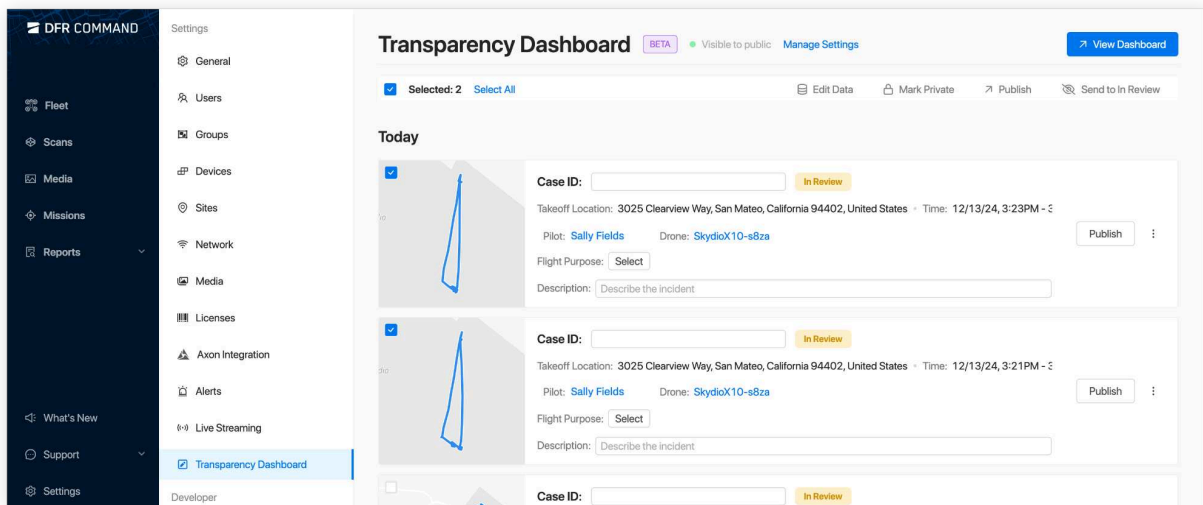 DFR COMMAND
Fleet
Scans
Media
Missions
Reports
What's New
Support
Settings
Settings
General
Users
Groups
Devices
Sites
Network
Media
Licenses
Axon Integration
Alerts
Live Streaming
Transparency Dashboard
Developer
Transparency Dashboard BETA Visible to public Manage Settings View Dashboard
Selected: 2 Select All Edit Data Mark Private Publish Send to In Review
Today
Case ID: In Review
Takeoff Location: 3025 Clearview Way, San Mateo, California 94402, United States Time: 12/13/24, 3:23PM -
Pilot: Sally Fields Drone: SkydioX10-s8za Publish
Flight Purpose: Select
Description: Describe the incident
Case ID: In Review
Takeoff Location: 3025 Clearview Way, San Mateo, California 94402, United States Time: 12/13/24, 3:21PM -
Pilot: Sally Fields Drone: SkydioX10-s8za Publish
Flight Purpose: Select
Description: Describe the incident
Case ID: In Review